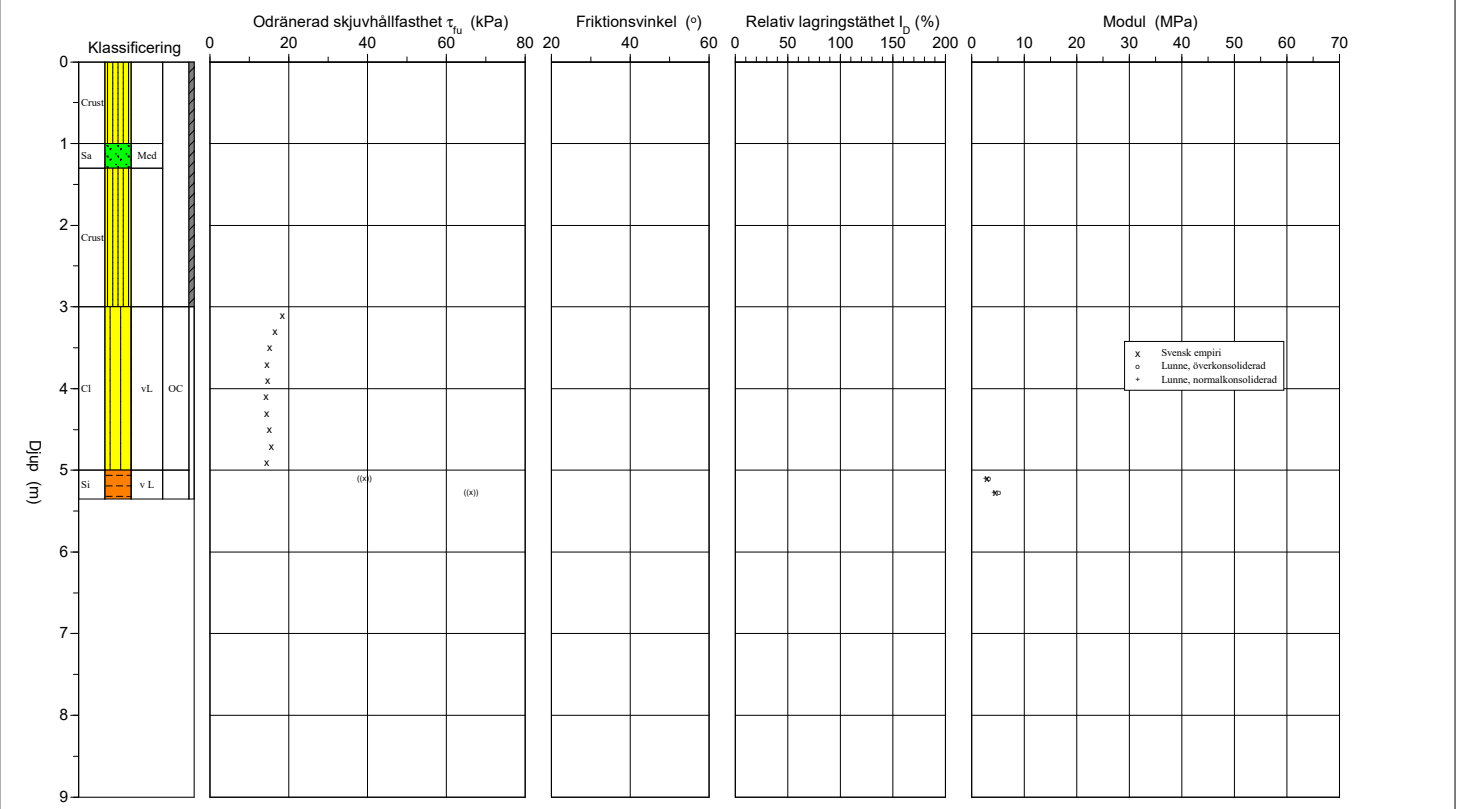 Odränerad skjuvhållfasthet τfu (kPa)
Friktionsvinkel (o)
Relativ lagringstäthet ID (%)
Modul (MPa)
Klassificering
0 20 40 60 80
20 40 60
0 50 100 150 200
0 10 20 30 40 50 60 70
0
Crust
1
Sa Med
2
Crust
3
x
x
x
x
x Svensk empiri
o Lunne, överkonsoliderad
+ Lunne, normalkonsoliderad
x
4
Cl vL OC
x
x
x
x
x
Djup (m)
5
Si v L
((x))
((x))
6
7
8
9